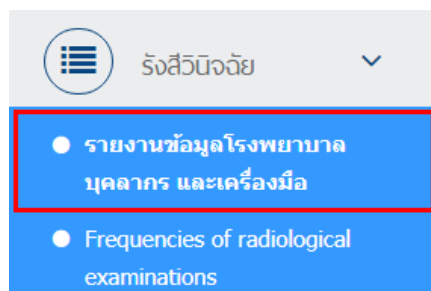 รังสีวินิจฉัย
รายงานข้อมูลโรงพยาบาล
บุคลากร และเครื่องมือ
Frequencies of radiological
examinations